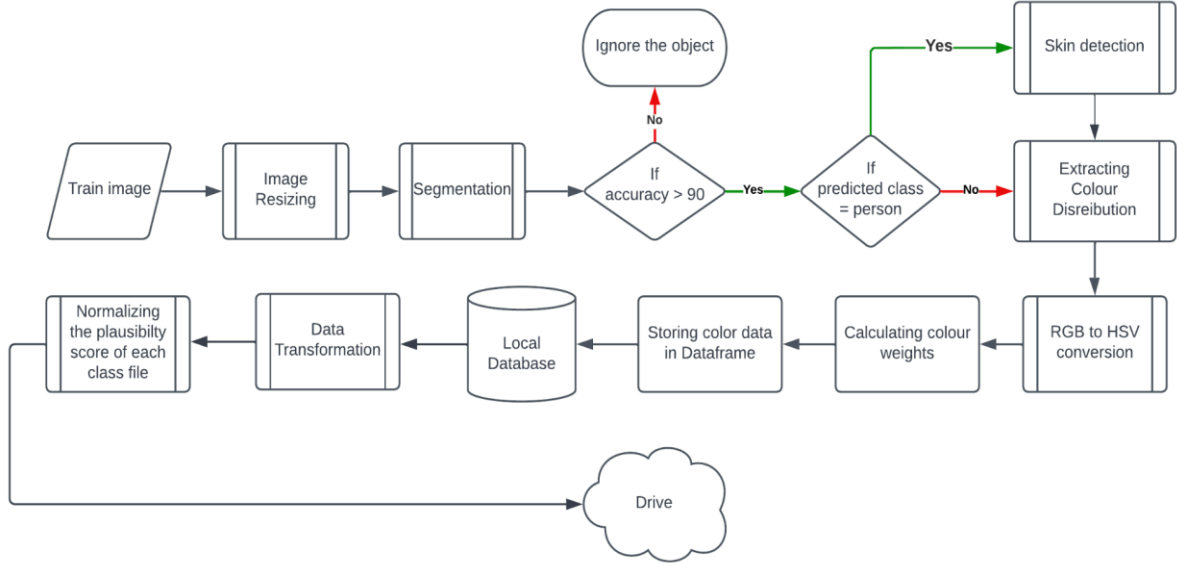 Ignore the object
Yes
Skin detection
No
Train image
Image
Resizing
Segmentation
If
accuracy > 90
Yes
If
predicted class
= person
No
Extracting
Colour
Disreibution
Normalizing
the plausibilty
score of each
class file
Data
Transformation
Local
Database
Storing color data
in Dataframe
Calculating colour
weights
RGB to HSV
conversion
Drive